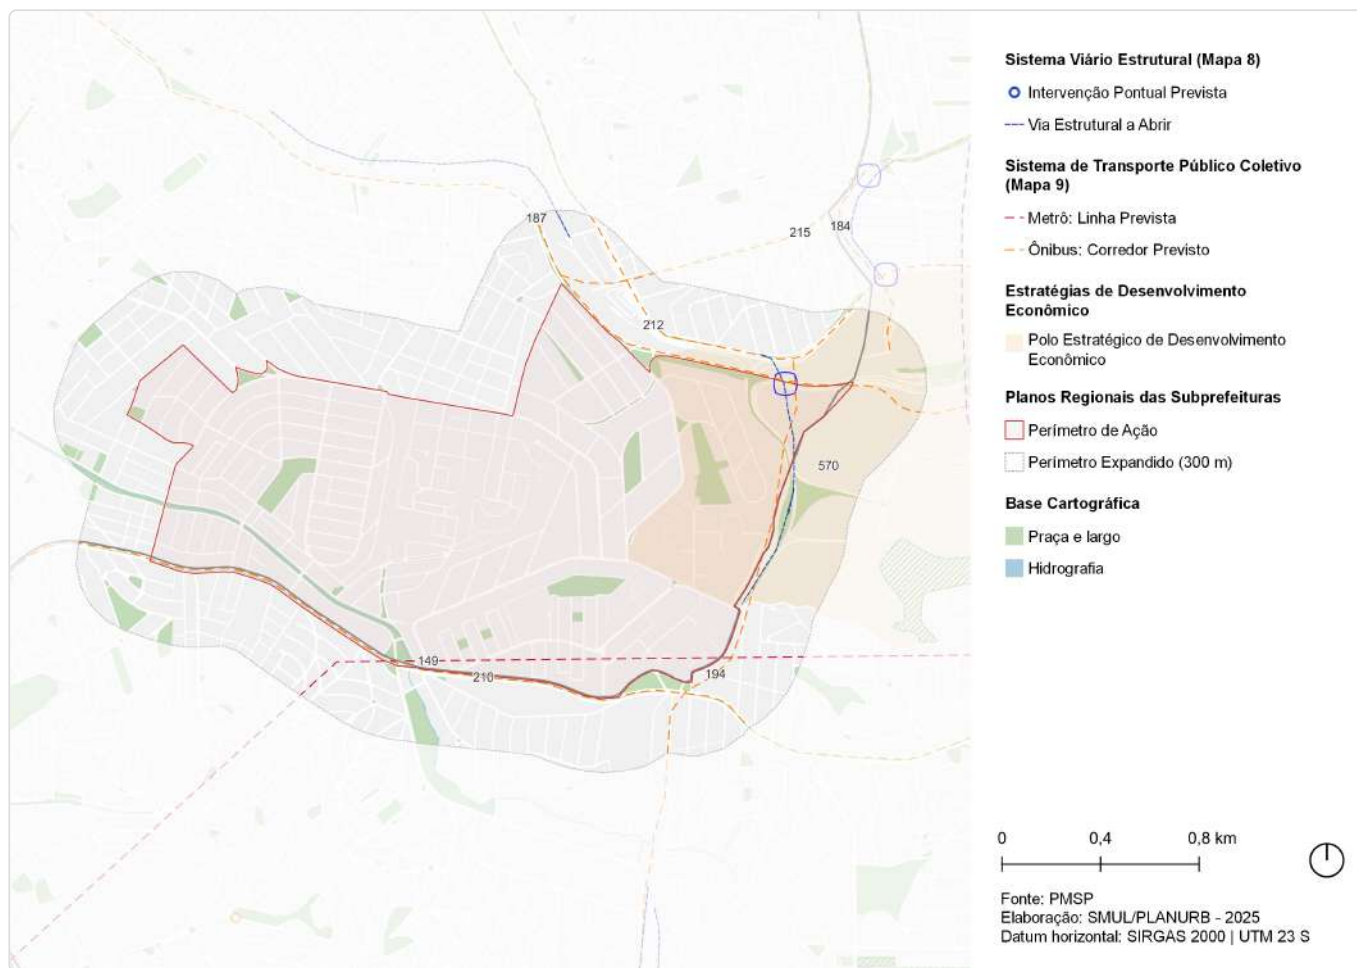 187
215
184
212
570
149
210
194
Sistema Viário Estrutural (Mapa 8)
Intervenção Pontual Prevista
Via Estrutural a Abrir
Sistema de Transporte Público Coletivo
(Mapa 9)
Metrô: Linha Prevista
Ônibus: Corredor Previsto
Estratégias de Desenvolvimento
Econômico
Polo Estratégico de Desenvolvimento
Econômico
Planos Regionais das Subprefeituras
Perímetro de Ação
Perímetro Expandido (300 m)
Base Cartográfica
Praça e largo
Hidrografia
0 0,4 0,8 km
Fonte: PMSP
Elaboração: SMUL/PLANURB - 2025
Datum horizontal: SIRGAS 2000 | UTM 23 S